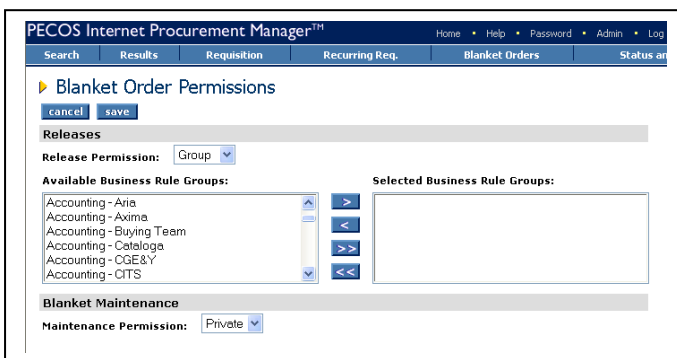 PECOS Internet Procurement Manager™ Home • Help • Password • Admin • Log
Search Results Requisition Recurring Req. Blanket Orders Status an
Blanket Order Permissions
cancel save
Releases
Release Permission: Group
Available Business Rule Groups: Selected Business Rule Groups:
Accounting - Aria
Accounting - Axima
Accounting - Buying Team
Accounting - Cataloga
Accounting - CGE&Y
Accounting - CITS
>
<
>>
<<
Blanket Maintenance
Maintenance Permission: Private